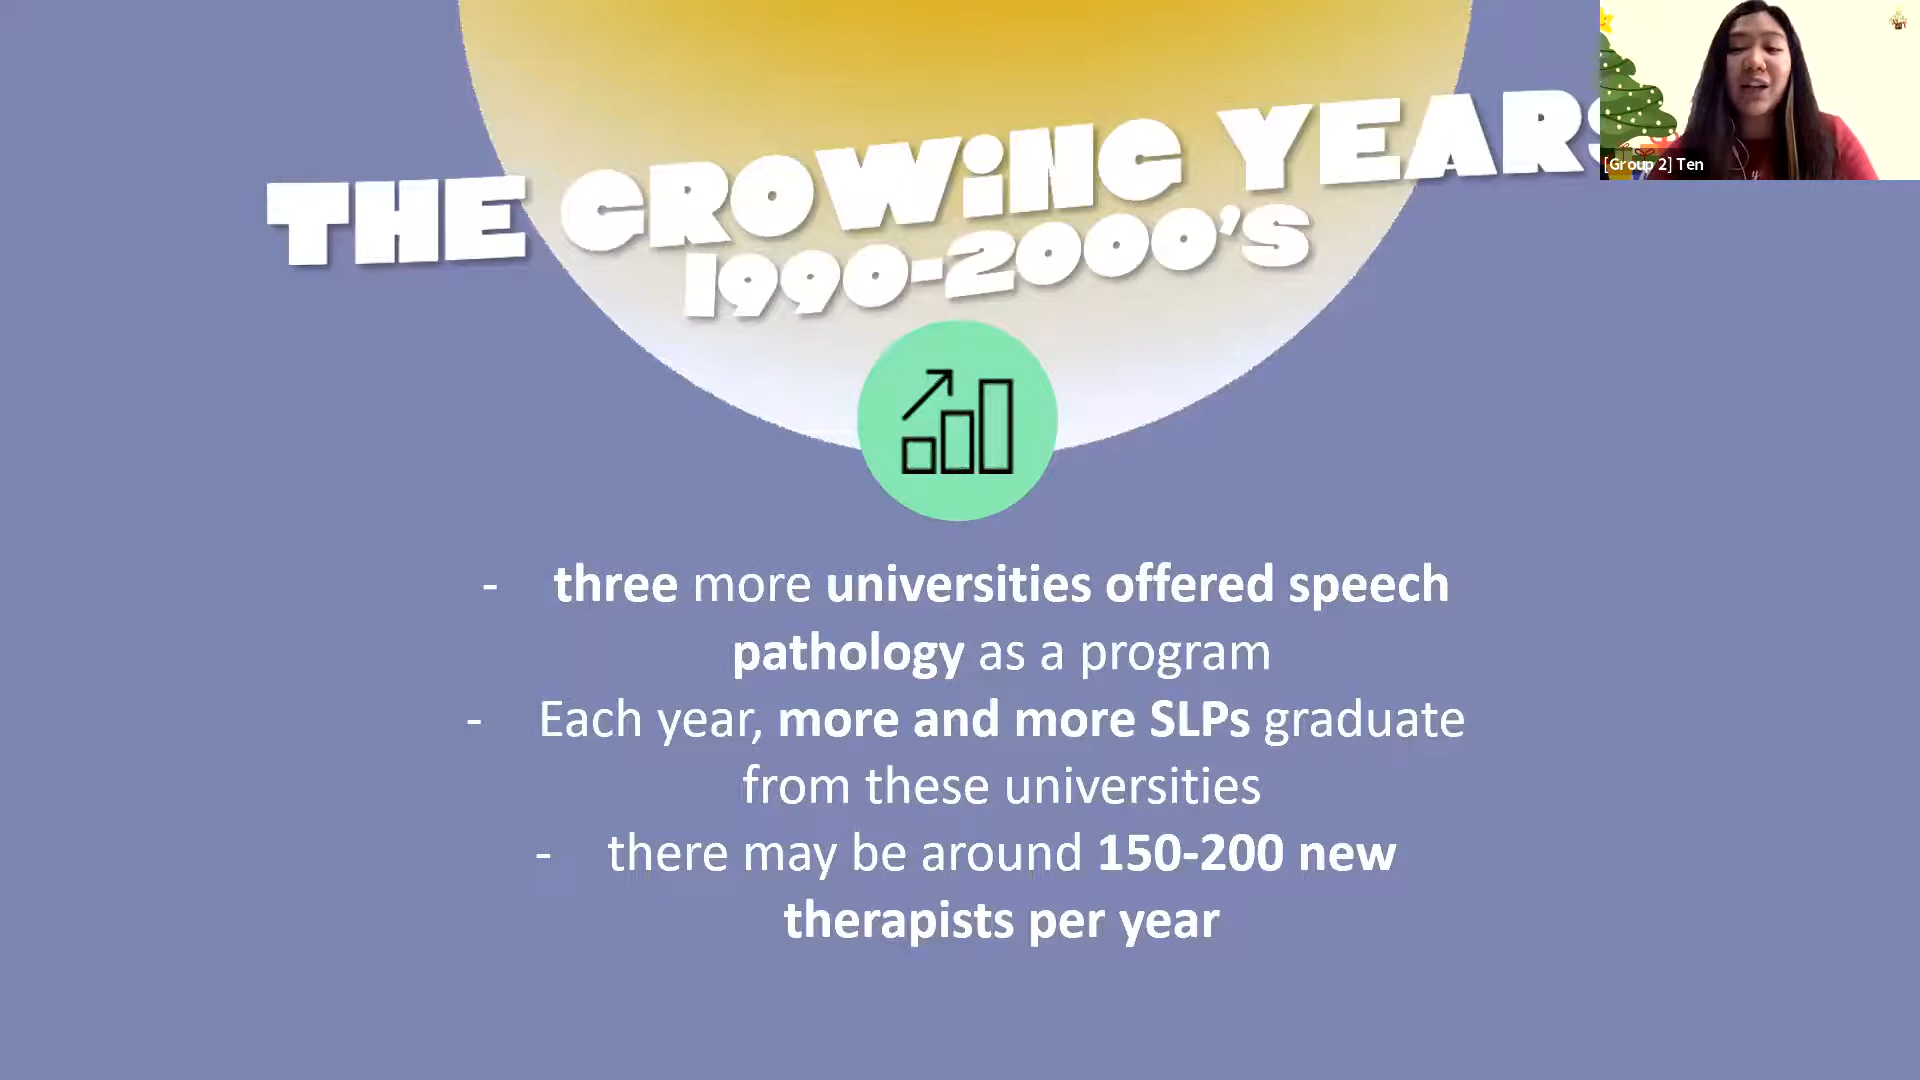 THE GROWiNG YEARS
1990-2000'S
[Group 2] Ten
- three more universities offered speech
pathology as a program
- Each year, more and more SLPs graduate
from these universities
- there may be around 150-200 new
therapists per year